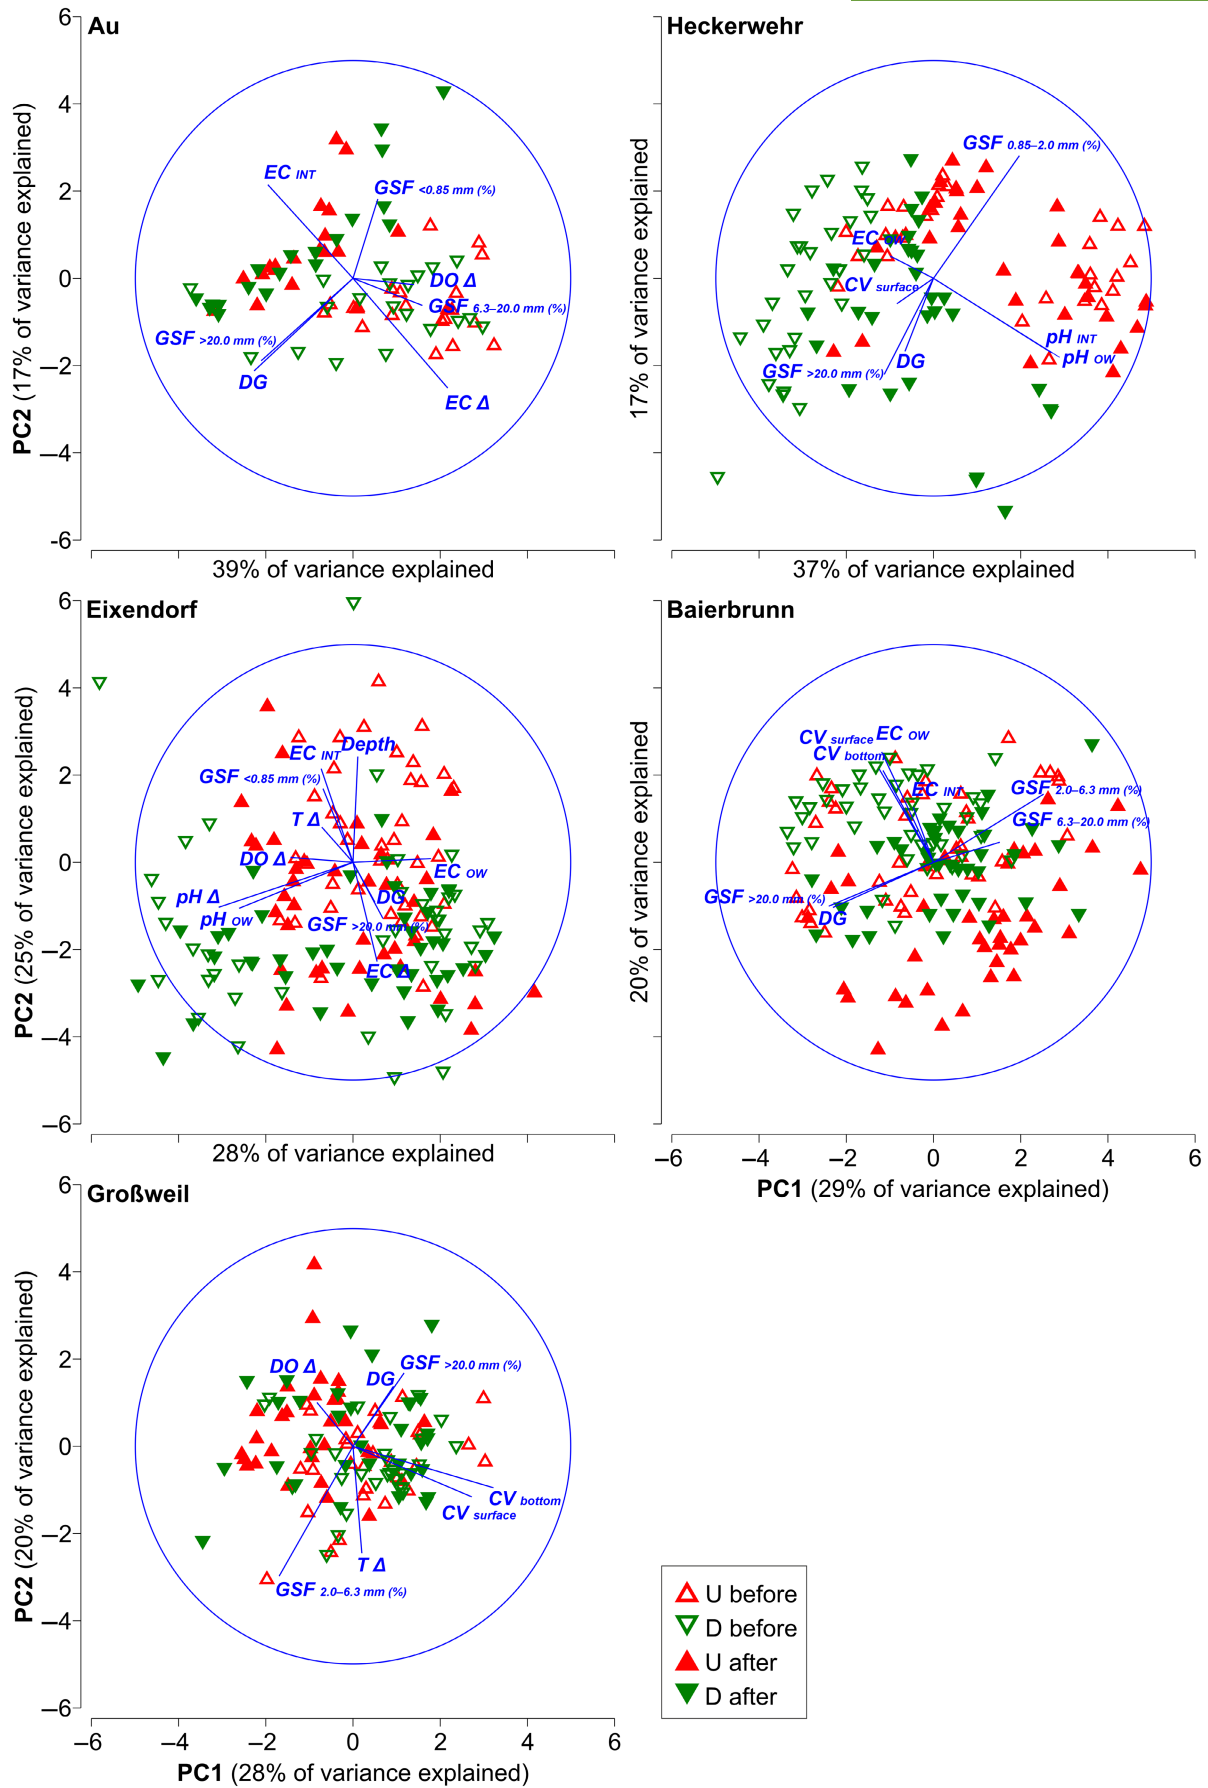 Au
6
4
2
0
−2
−4
-6
PC2 (17% of variance explained)
EC INT
GSF <0.85 mm (%)
DO Δ
GSF 6.3–20.0 mm (%)
GSF >20.0 mm (%)
DG
EC Δ
39% of variance explained
Heckerwehr
17% of variance explained
GSF 0.85–2.0 mm (%)
EC OW
CV surface
pH INT
pH OW
DG
GSF >20.0 mm (%)
37% of variance explained
Eixendorf
6
4
2
0
−2
−4
−6
PC2 (25% of variance explained)
Depth
EC INT
GSF <0.85 mm (%)
T Δ
DO Δ
EC OW
pH Δ
DG
pH OW
GSF >20.0 mm (%)
EC Δ
28% of variance explained
Baierbrunn
20% of variance explained
CV surface
EC OW
CV bottom
EC INT
GSF 2.0–6.3 mm (%)
GSF 6.3–20.0 mm (%)
GSF >20.0 mm (%)
DG
−6 −4 −2 0 2 4 6
PC1 (29% of variance explained)
Großweil
6
4
2
0
−2
−4
−6
PC2 (20% of variance explained)
DO Δ
GSF >20.0 mm (%)
DG
CV bottom
CV surface
T Δ
GSF 2.0–6.3 mm (%)
−6 −4 −2 0 2 4 6
PC1 (28% of variance explained)
U before
D before
U after
D after